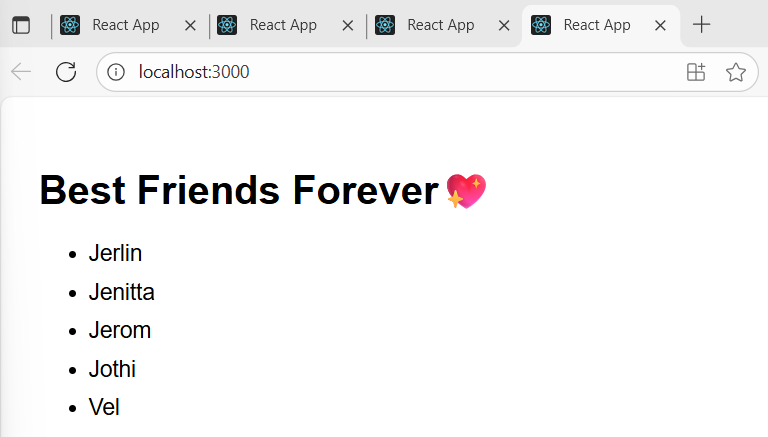 React App React App React App React App
localhost:3000
Best Friends Forever 💖
Jerlin
Jenitta
Jerom
Jothi
Vel